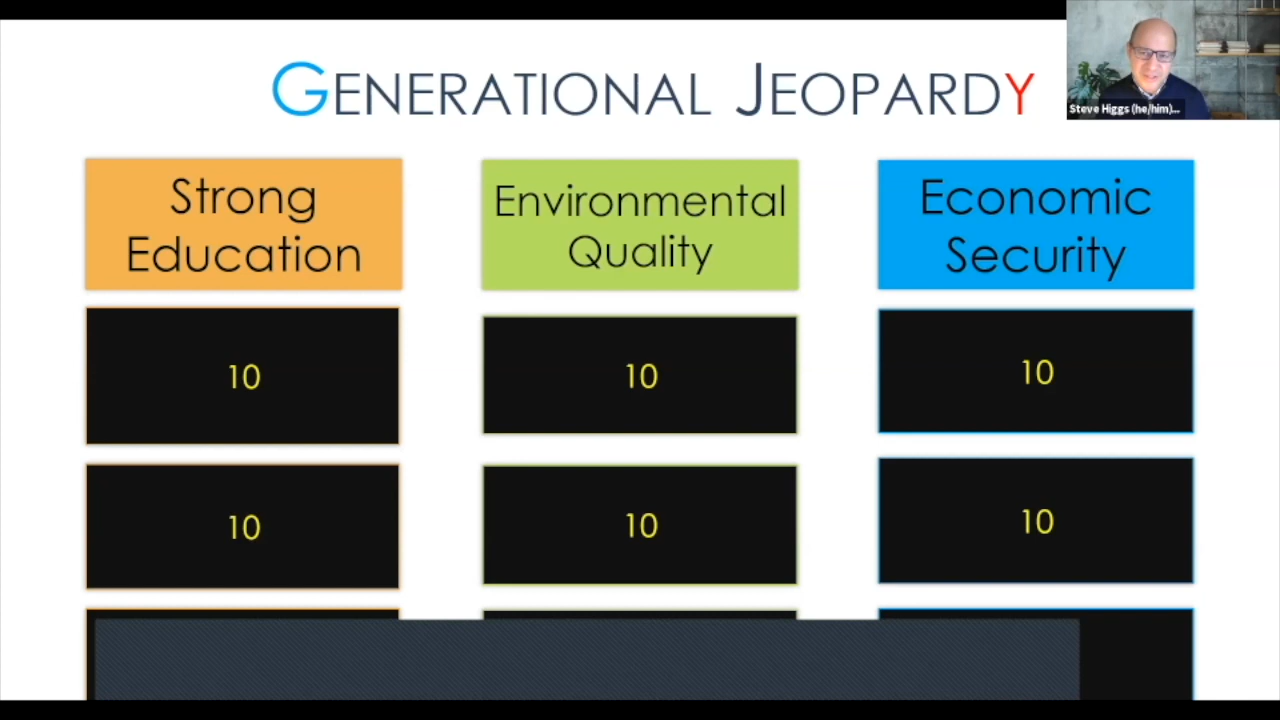 GENERATIONAL JEOPARDY
Steve Higgs (he/him)...
Strong
Education
Environmental
Quality
Economic
Security
10
10
10
10
10
10